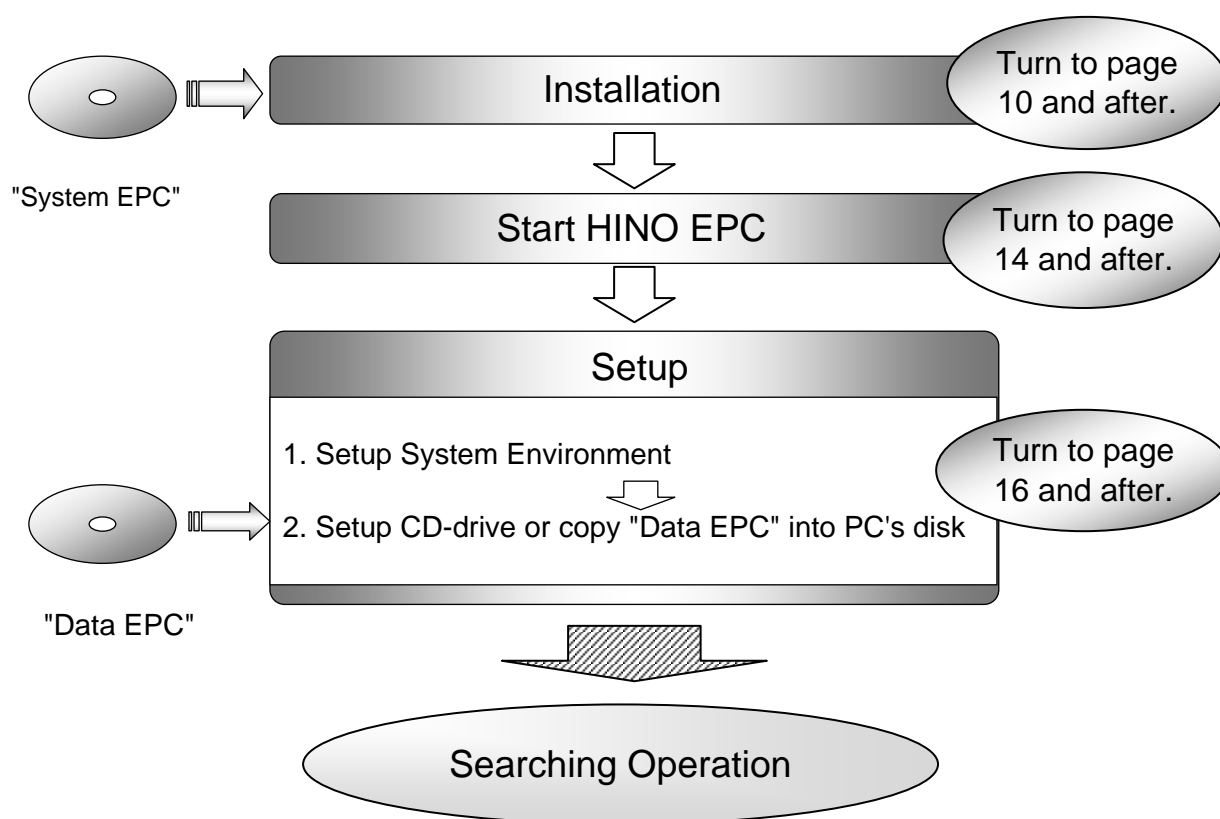 Installation
Turn to page
10 and after.
"System EPC"
Start HINO EPC
Turn to page
14 and after.
Setup
1. Setup System Environment
Turn to page
16 and after.
2. Setup CD-drive or copy "Data EPC" into PC's disk
"Data EPC"
Searching Operation